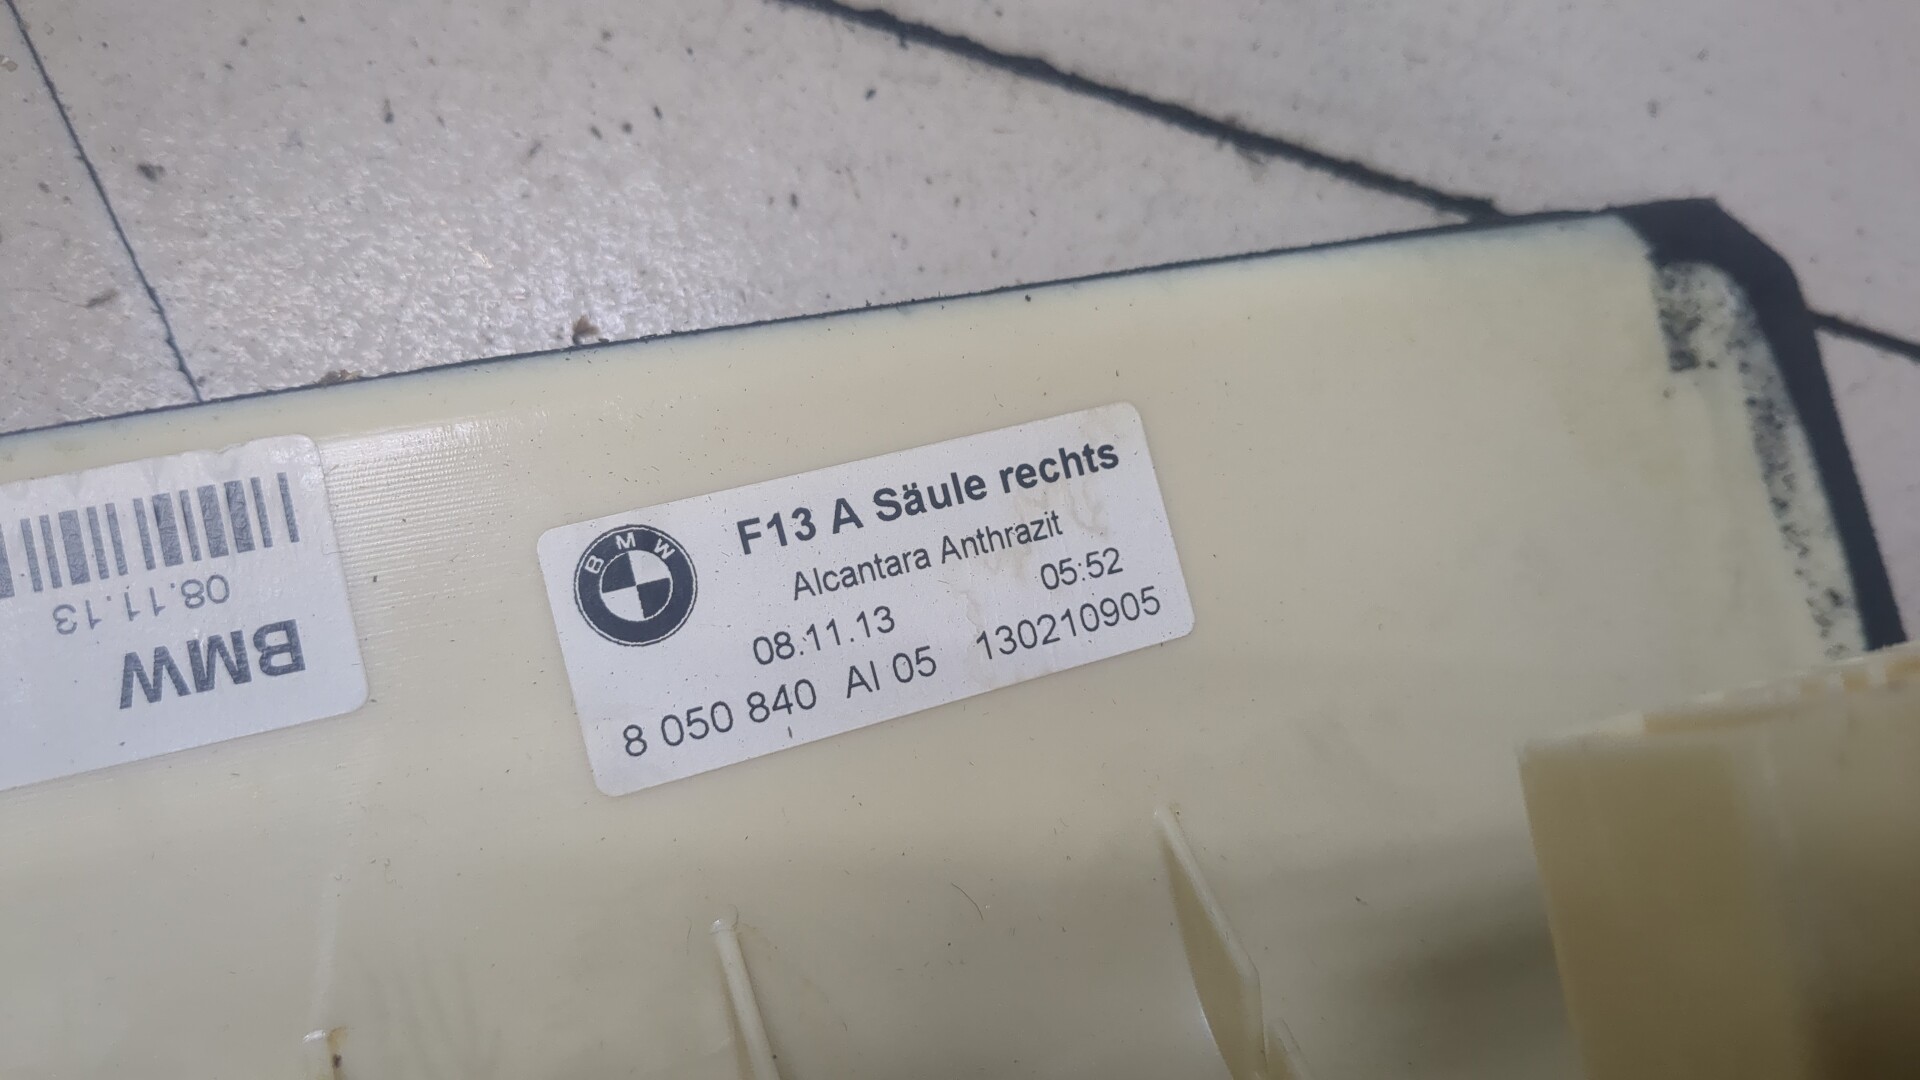 BMW
F13 A Säule rechts
Alcantara Anthrazit
08.11.13 05:52
8 050 840 AI 05 130210905
BMW
08.11.13